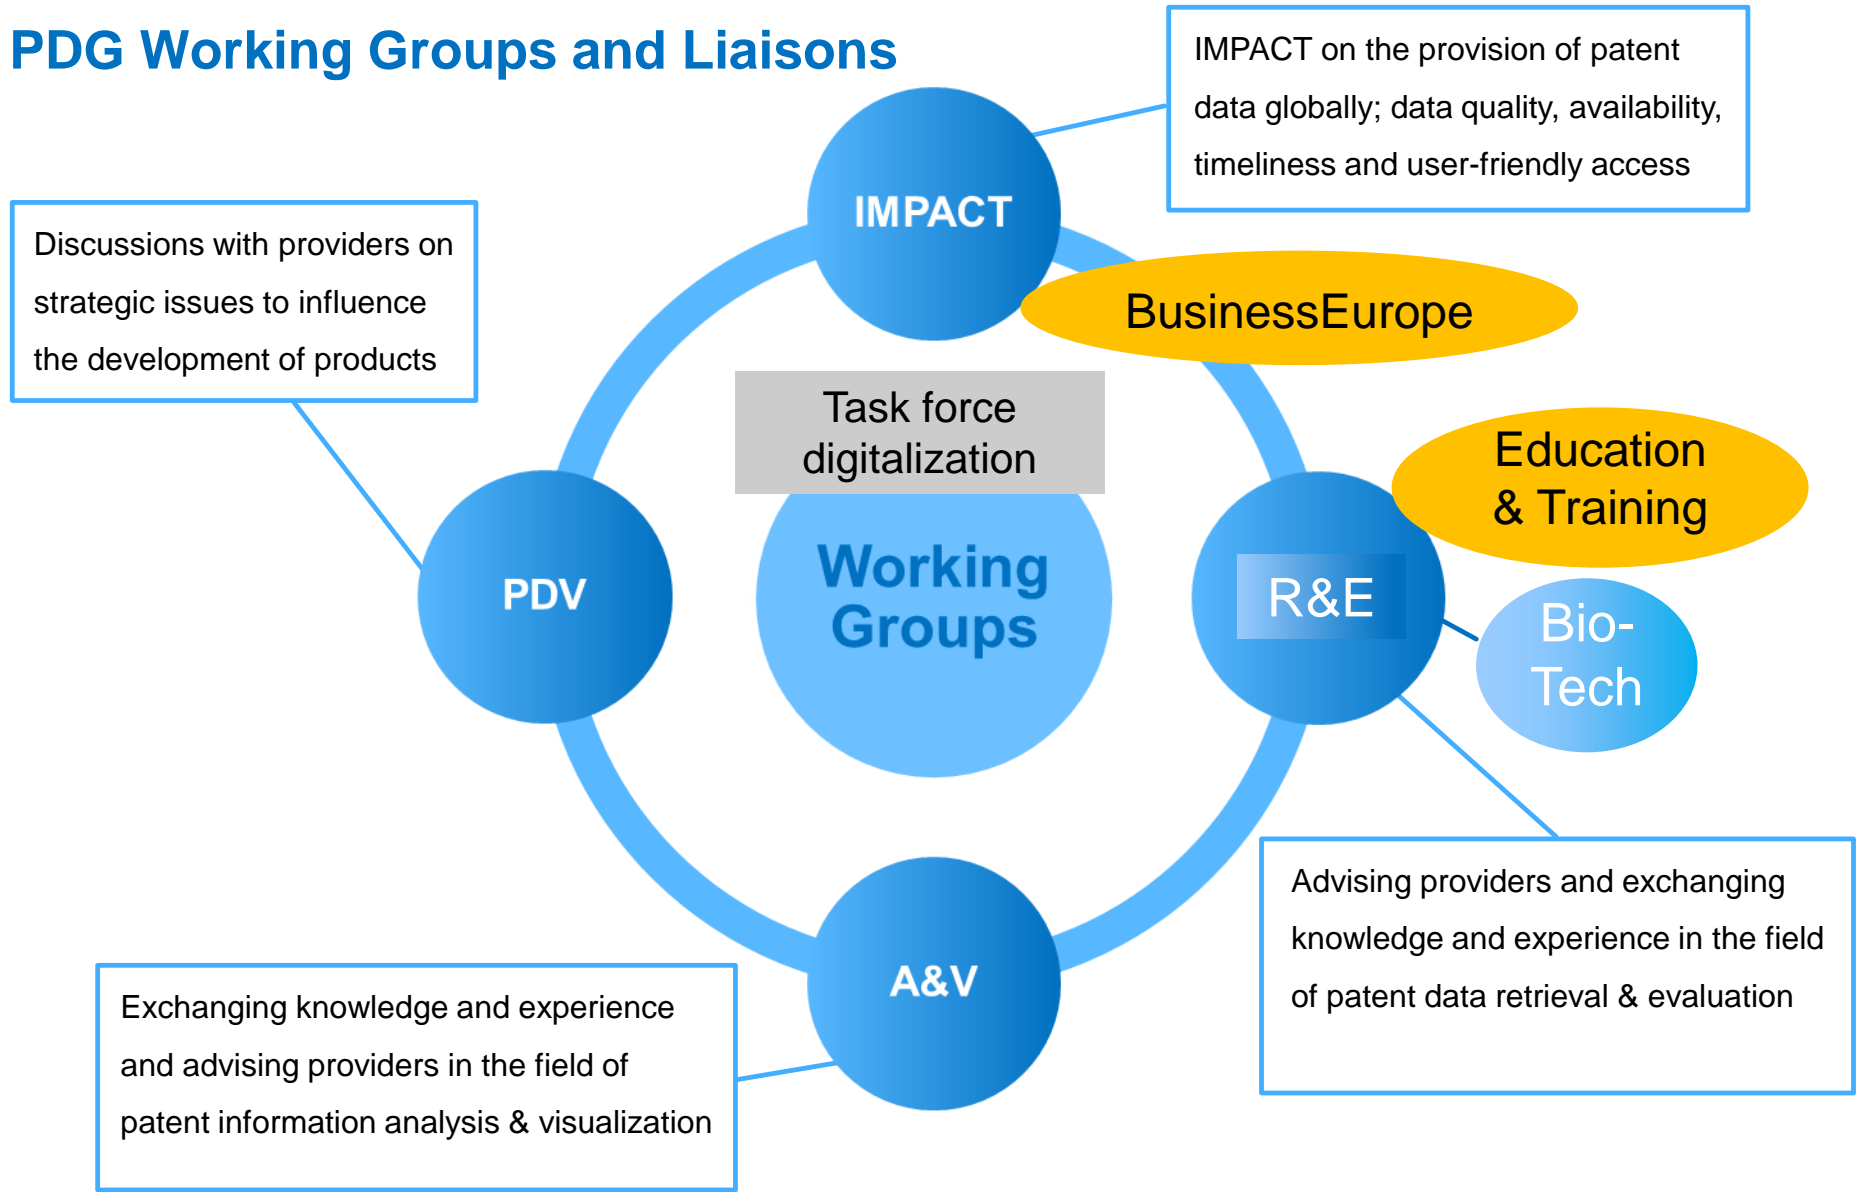 PDG Working Groups and Liaisons
IMPACT on the provision of patent
data globally; data quality, availability,
timeliness and user-friendly access
IMPACT
Discussions with providers on
strategic issues to influence
the development of products
BusinessEurope
Task force
digitalization
Education
& Training
Working
Groups
PDV
R&E
Bio-
Tech
Advising providers and exchanging
knowledge and experience in the field
of patent data retrieval & evaluation
A&V
Exchanging knowledge and experience
and advising providers in the field of
patent information analysis & visualization